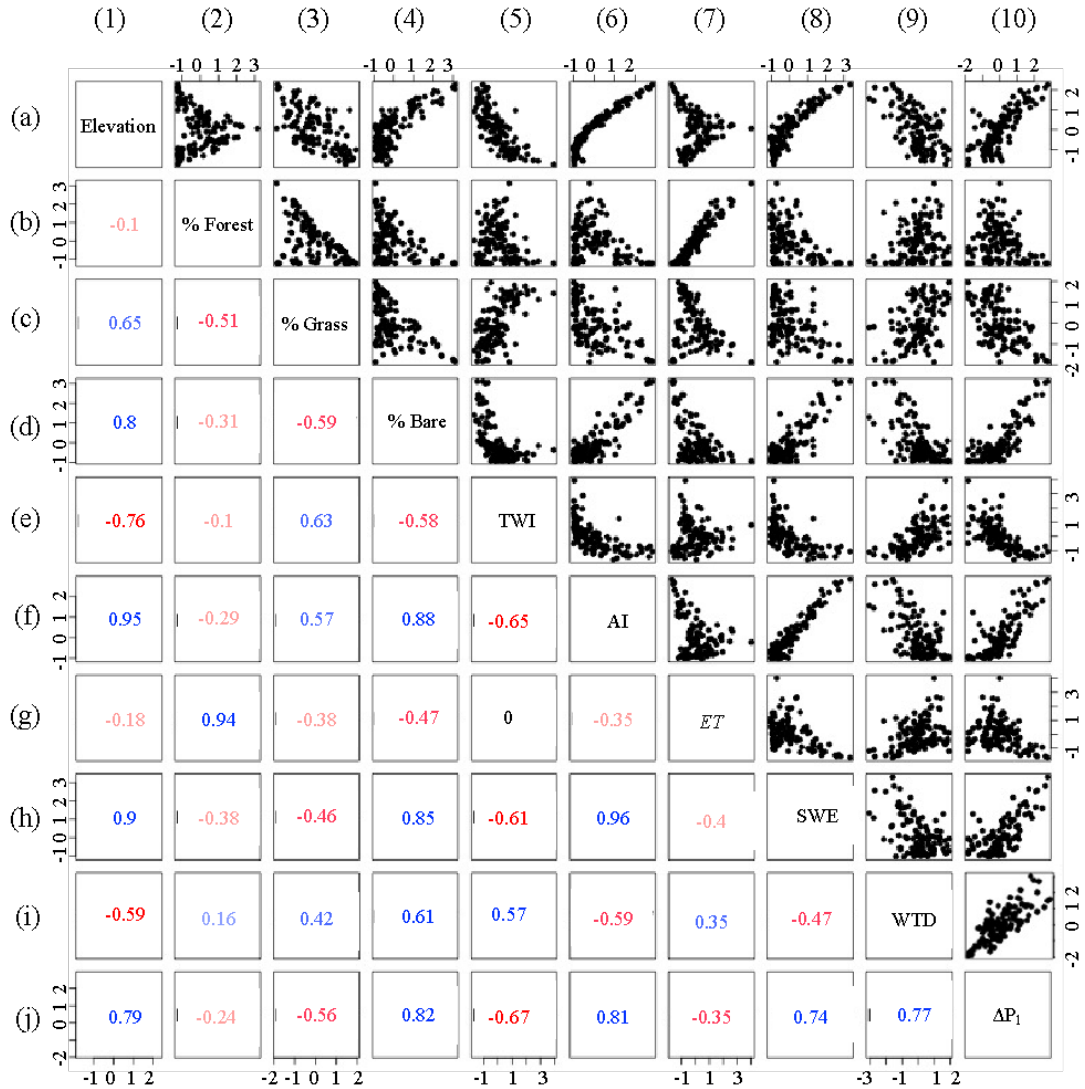 (1) (2) (3) (4) (5) (6) (7) (8) (9) (10)
-1 0 1 2 3 -1 0 1 2 3 -1 0 1 2 -1 0 1 2 3 -2 0 1 2
(a) Elevation -1 0 1 2
(b) -1 0 1 2 3 -0.1 % Forest
(c) 0.65 -0.51 % Grass -2 -1 0 1 2
(d) -1 0 1 2 3 0.8 -0.31 -0.59 % Bare
(e) -0.76 -0.1 0.63 -0.58 TWI -1 0 1 2 3
(f) -1 0 1 2 0.95 -0.29 0.57 0.88 -0.65 AI
(g) -0.18 0.94 -0.38 -0.47 0 -0.35 ET -1 1 3
(h) -1 0 1 2 3 0.9 -0.38 -0.46 0.85 -0.61 0.96 -0.4 SWE
(i) -0.59 0.16 0.42 0.61 0.57 -0.59 0.35 -0.47 WTD -2 0 1 2
(j) -2 0 1 2 0.79 -0.24 -0.56 0.82 -0.67 0.81 -0.35 0.74 0.77 ΔP1
-1 0 1 2 -2 -1 0 1 2 -1 0 1 2 3 -1 1 3 -3 -1 0 1 2